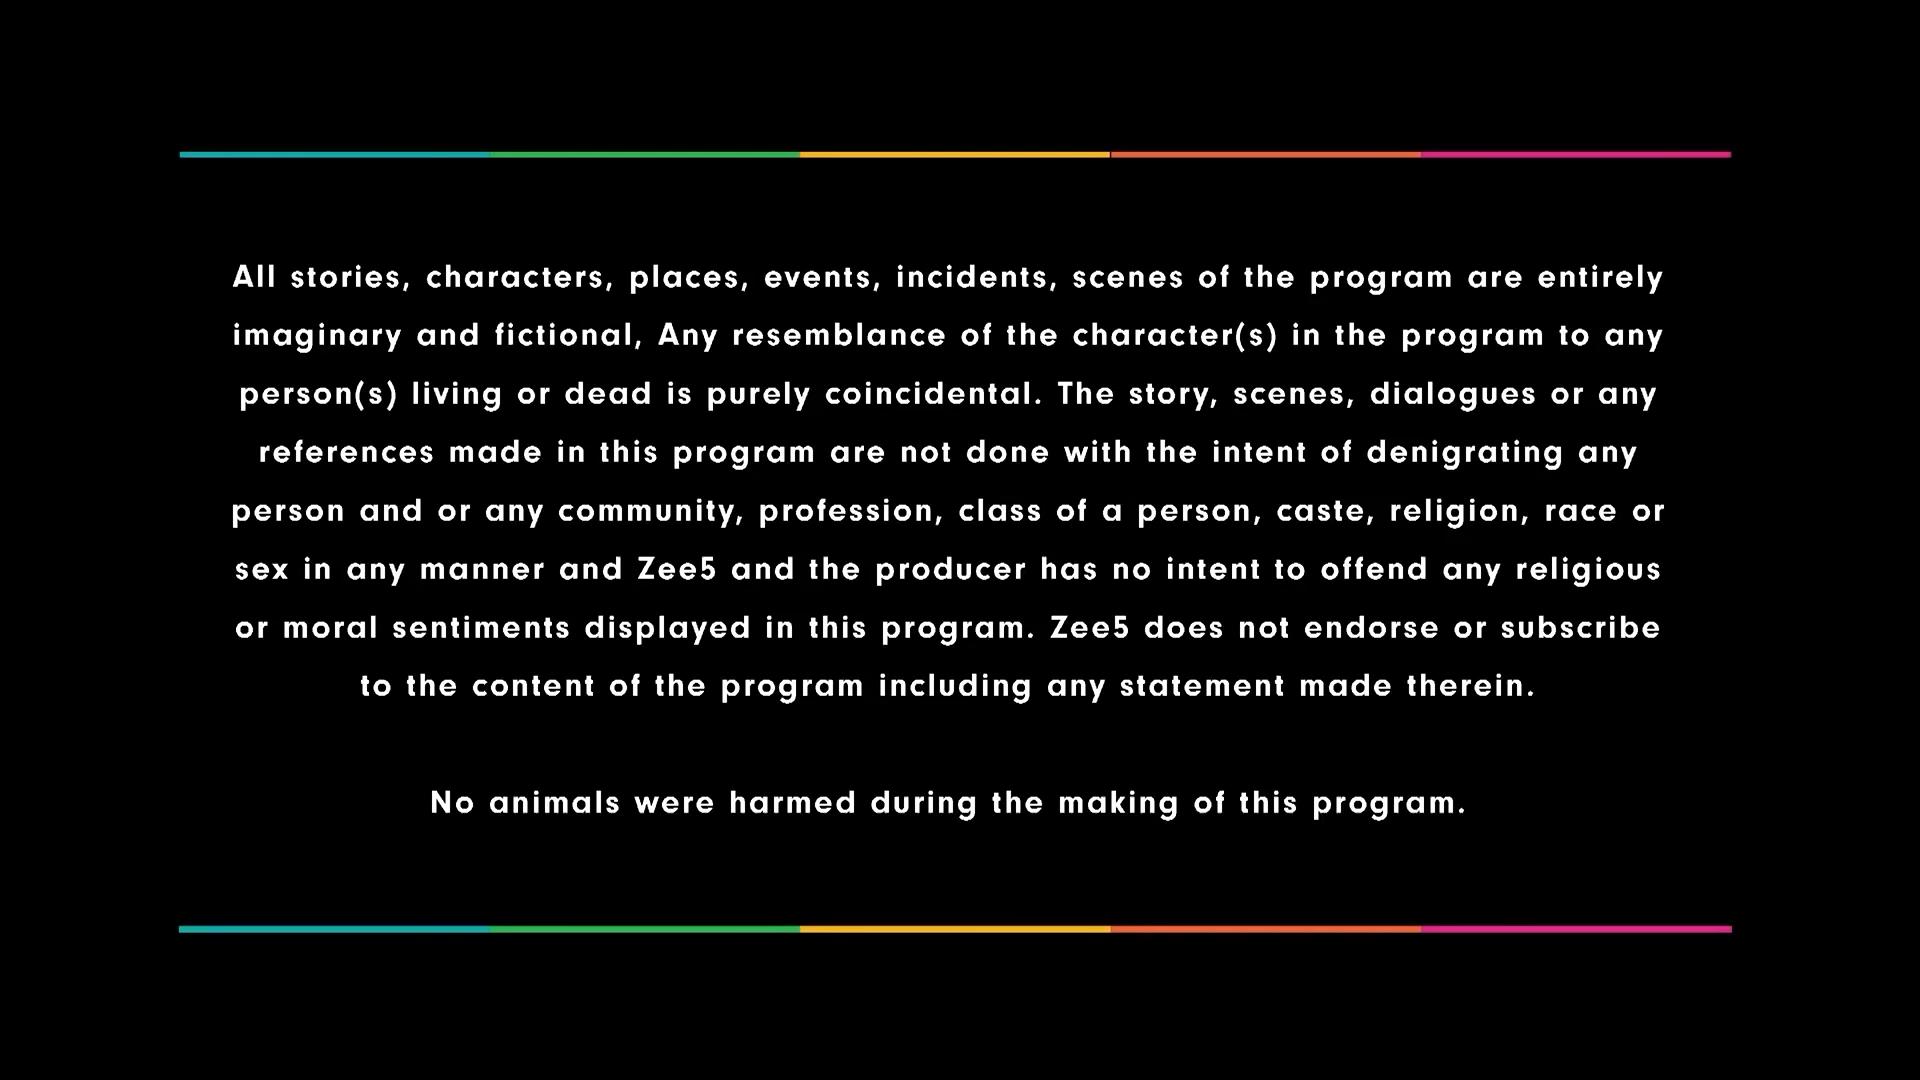 All stories, characters, places, events, incidents, scenes of the program are entirely
imaginary and fictional, Any resemblance of the character(s) in the program to any
person(s) living or dead is purely coincidental. The story, scenes, dialogues or any
references made in this program are not done with the intent of denigrating any
person and or any community, profession, class of a person, caste, religion, race or
sex in any manner and Zee5 and the producer has no intent to offend any religious
or moral sentiments displayed in this program. Zee5 does not endorse or subscribe
to the content of the program including any statement made therein.
No animals were harmed during the making of this program.